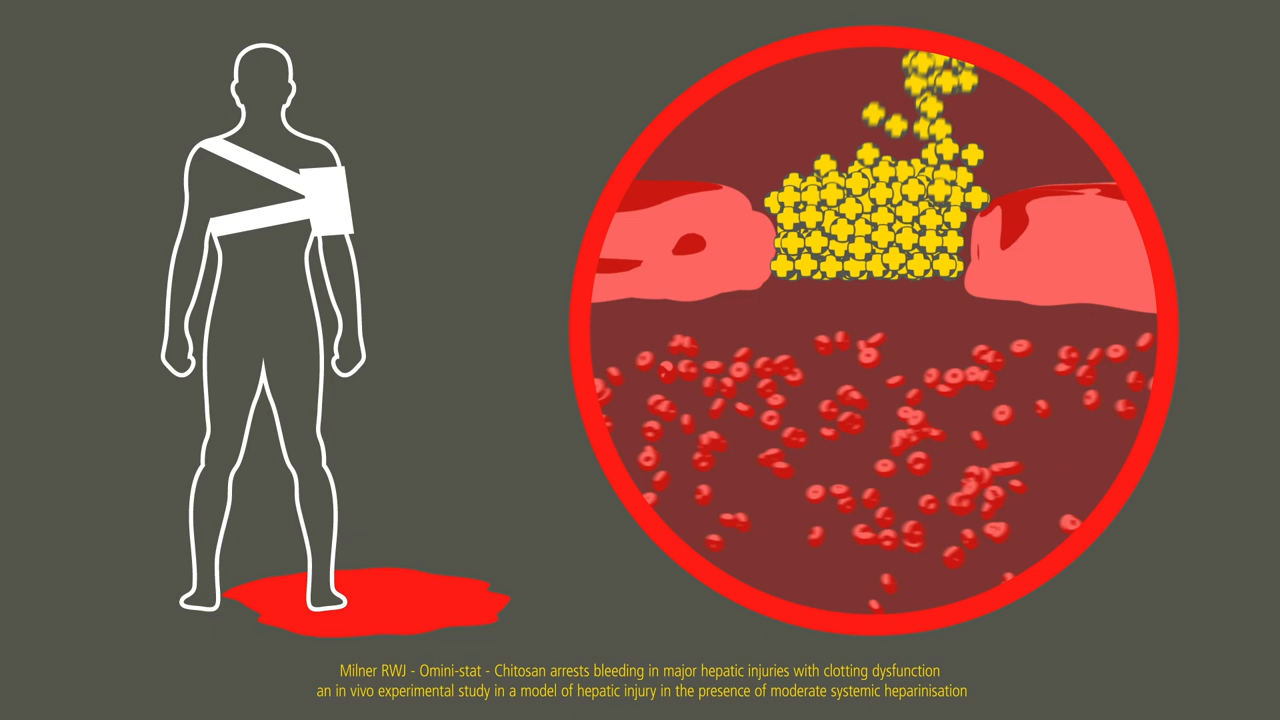 Milner RWJ - Omini-stat - Chitosan arrests bleeding in major hepatic injuries with clotting dysfunction
an in vivo experimental study in a model of hepatic injury in the presence of moderate systemic heparinisation